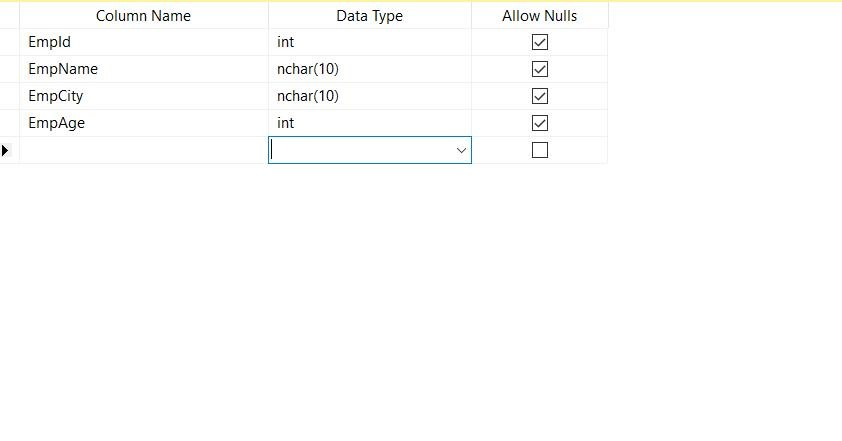 Column Name Data Type Allow Nulls
EmpId int
EmpName nchar(10)
EmpCity nchar(10)
EmpAge int